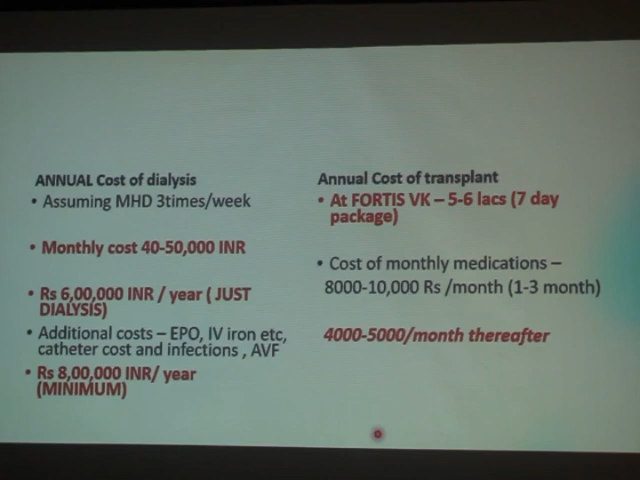 ANNUAL Cost of dialysis
• Assuming MHD 3times/week
• Monthly cost 40-50,000 INR
• Rs 6,00,000 INR / year ( JUST
DIALYSIS)
• Additional costs – EPO, IV iron etc,
catheter cost and infections , AVF
• Rs 8,00,000 INR/ year
(MINIMUM)
Annual Cost of transplant
• At FORTIS VK – 5-6 lacs (7 day
package)
• Cost of monthly medications –
8000-10,000 Rs /month (1-3 month)
4000-5000/month thereafter